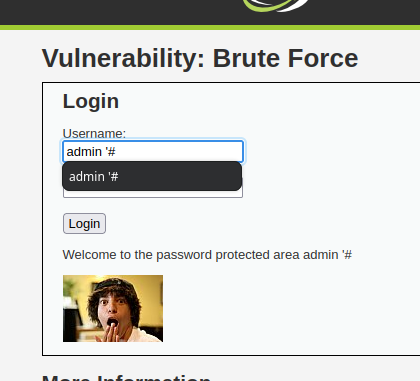 Vulnerability: Brute Force
Login
Username:
admin '#
admin '#
Login
Welcome to the password protected area admin '#
More Information